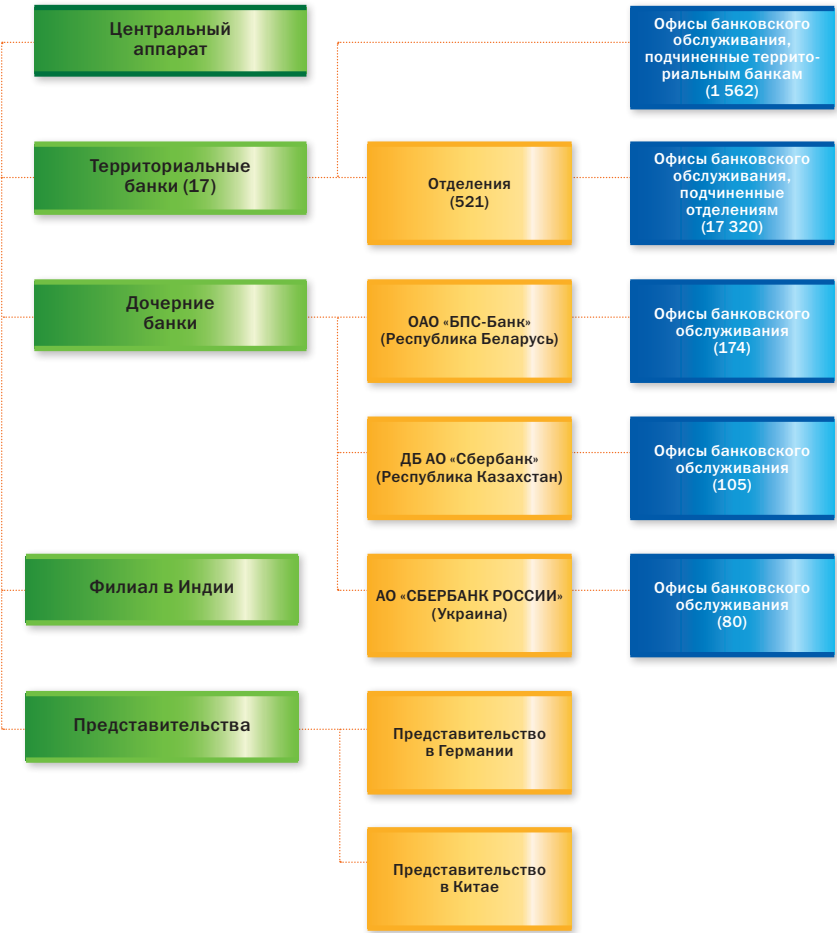 Центральный
аппарат
Офисы банковского
обслуживания,
подчиненные террито-
риальным банкам
(1 562)
Территориальные
банки (17)
Отделения
(521)
Офисы банковского
обслуживания,
подчиненные
отделениям
(17 320)
Дочерние
банки
ОАО «БПС-Банк»
(Республика Беларусь)
Офисы банковского
обслуживания
(174)
ДБ АО «Сбербанк»
(Республика Казахстан)
Офисы банковского
обслуживания
(105)
Филиал в Индии
АО «СБЕРБАНК РОССИИ»
(Украина)
Офисы банковского
обслуживания
(80)
Представительства
Представительство
в Германии
Представительство
в Китае